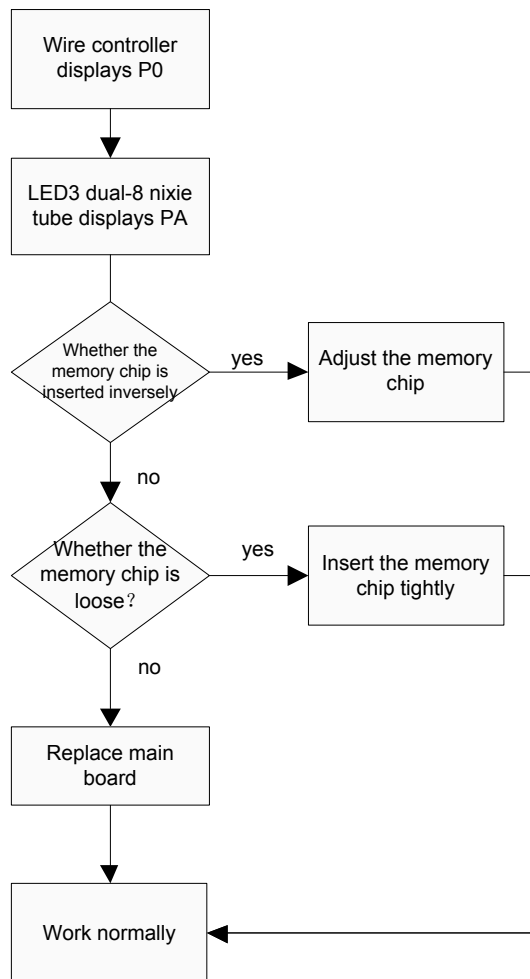 Wire controller
displays P0
LED3 dual-8 nixie
tube displays PA
Whether the
memory chip is
inserted inversely
yes
Adjust the memory
chip
no
Whether the
memory chip is
loose？
yes
Insert the memory
chip tightly
no
Replace main
board
Work normally